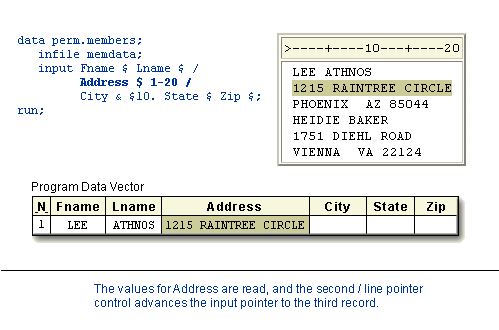 data perm.members;
infile memdata;
input Fname $ Lname $ /
Address $ 1-20 /
City & $10. State $ Zip $;
run;
>----+----10---+----20
LEE ATHNOS
1215 RAINTREE CIRCLE
PHOENIX  AZ 85044
HEIDIE BAKER
1751 DIEHL ROAD
VIENNA  VA 22124
Program Data Vector
N Fname Lname Address City State Zip
1 LEE ATHNOS 1215 RAINTREE CIRCLE
The values for Address are read, and the second / line pointer
control advances the input pointer to the third record.